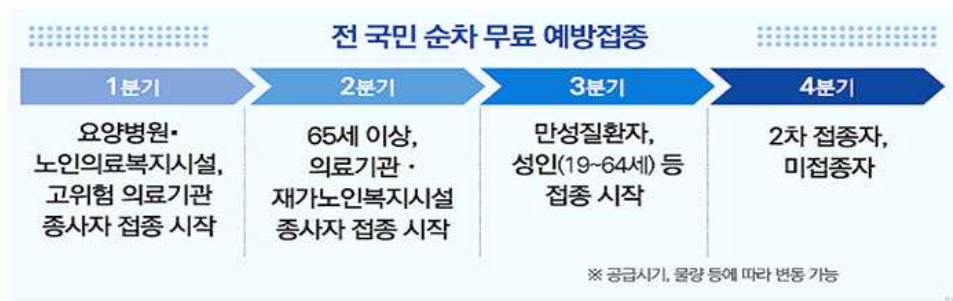 전 국민 순차 무료 예방접종
1분기
요양병원·
노인의료복지시설,
고위험 의료기관
종사자 접종 시작
2분기
65세 이상,
의료기관 ·
재가노인복지시설
종사자 접종 시작
3분기
만성질환자,
성인(19~64세) 등
접종 시작
4분기
2차 접종자,
미접종자
※ 공급시기, 물량 등에 따라 변동 가능